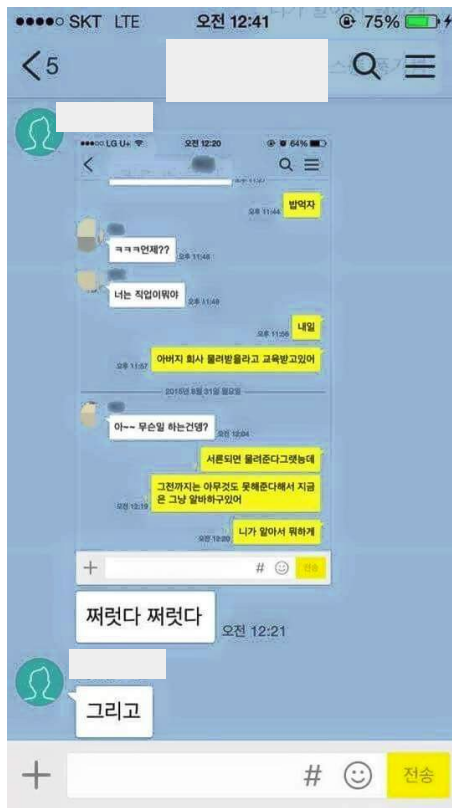 SKT LTE 오전 12:41 75%
5
LG U+ 오전 12:20 64%
밥먹자
오후 11:44
ㅋㅋㅋ언제??
오후 11:46
너는 직업이뭐야
오후 11:49
내일
오후 11:56
아버지 회사 물려받을라고 교육받고있어
오후 11:57
2015년 8월 31일 월요일
아~~ 무슨일 하는건뎅?
오전 12:04
서른되면 물려준다그랫능데
그전까지는 아무것도 못해준다해서 지금
은 그냥 알바하구있어
오전 12:19
니가 알아서 뭐하게
오전 12:20
+ # 전송
쩌럿다 쩌럿다
오전 12:21
그리고
+ # 전송